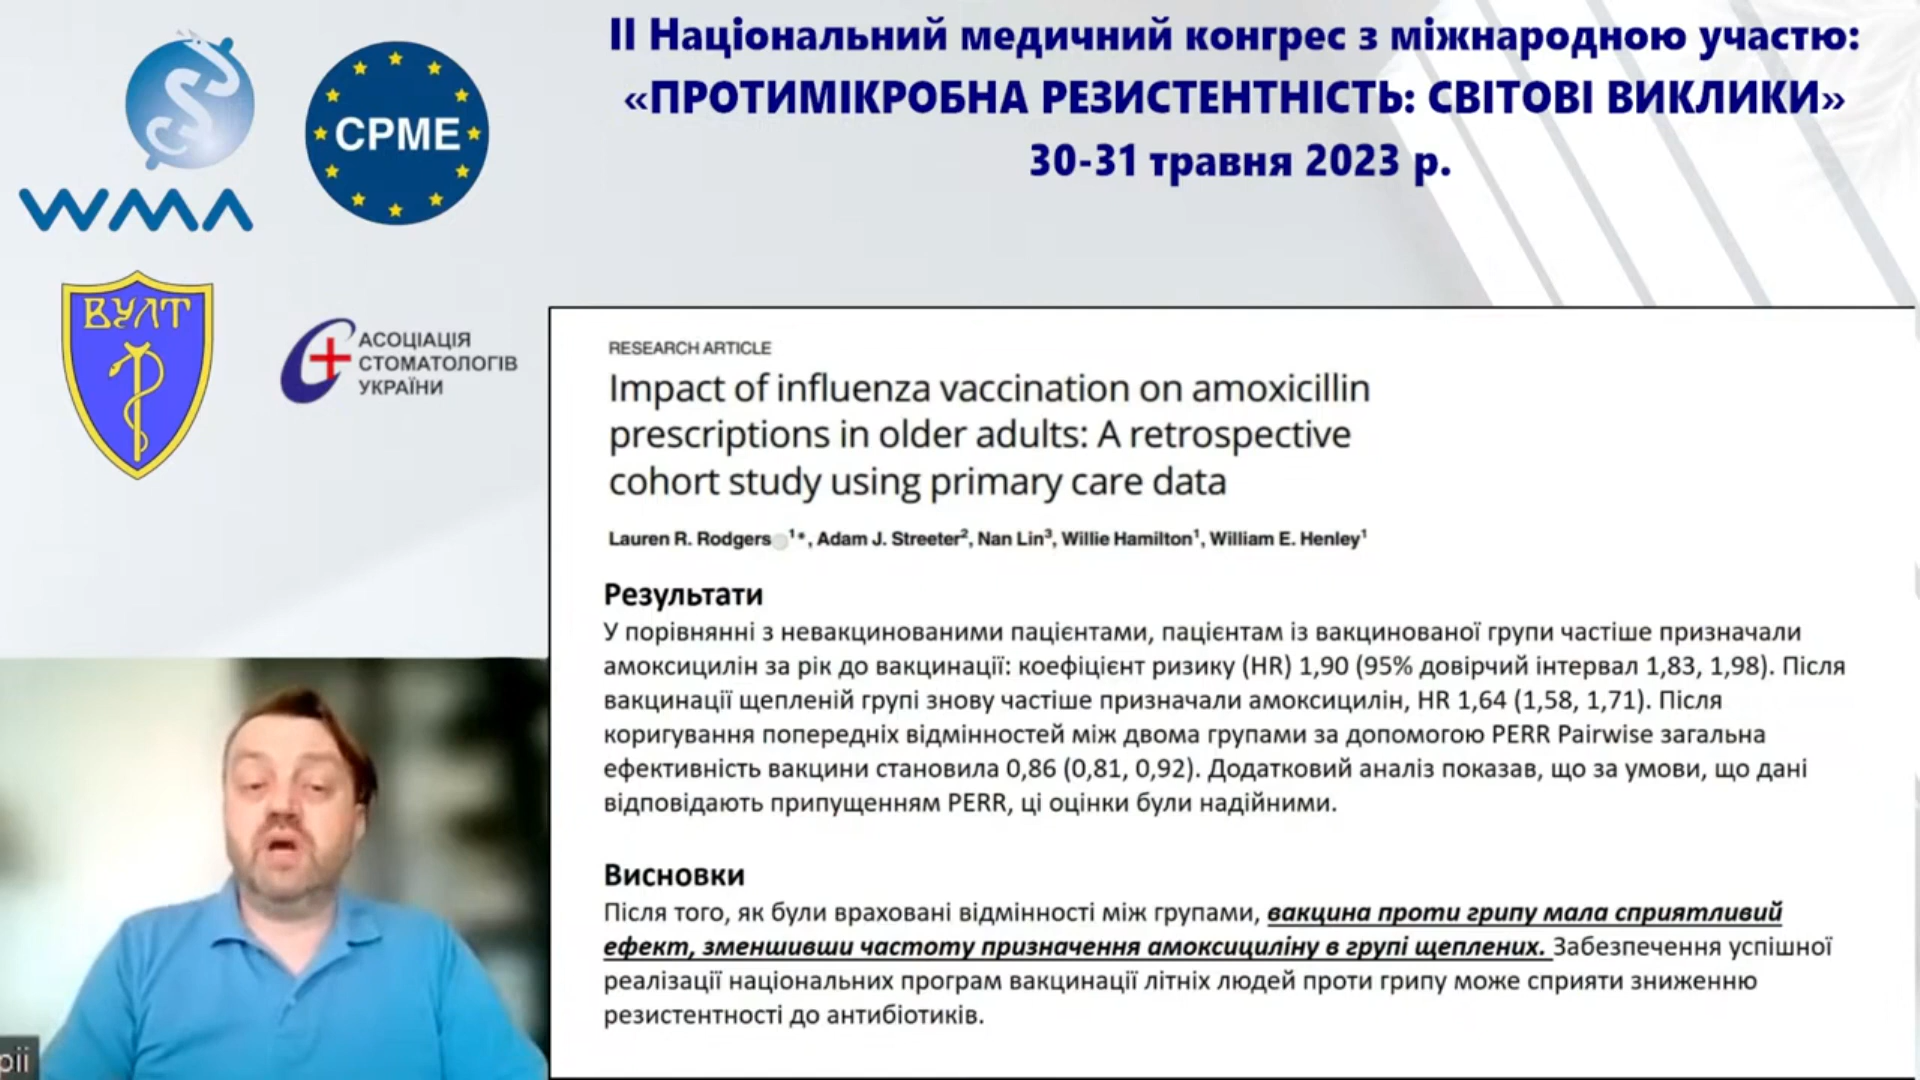 ІІ Національний медичний конгрес з міжнародною участю:
«ПРОТИМІКРОБНА РЕЗИСТЕНТНІСТЬ: СВІТОВІ ВИКЛИКИ»
30-31 травня 2023 р.
WMA
CPME
ВУЛТ
АСОЦІАЦІЯ
СТОМАТОЛОГІВ
УКРАЇНИ
RESEARCH ARTICLE
Impact of influenza vaccination on amoxicillin
prescriptions in older adults: A retrospective
cohort study using primary care data
Lauren R. Rodgers¹*, Adam J. Streeter², Nan Lin³, Willie Hamilton¹, William E. Henley¹
Результати
У порівнянні з невакцинованими пацієнтами, пацієнтам із вакцинованої групи частіше призначали
амоксицилін за рік до вакцинації: коефіцієнт ризику (HR) 1,90 (95% довірчий інтервал 1,83, 1,98). Після
вакцинації щепленій групі знову частіше призначали амоксицилін, HR 1,64 (1,58, 1,71). Після
коригування попередніх відмінностей між двома групами за допомогою PERR Pairwise загальна
ефективність вакцини становила 0,86 (0,81, 0,92). Додатковий аналіз показав, що за умови, що дані
відповідають припущенням PERR, ці оцінки були надійними.
Висновки
Після того, як були враховані відмінності між групами, вакцина проти грипу мала сприятливий
ефект, зменшивши частоту призначення амоксициліну в групі щеплених. Забезпечення успішної
реалізації національних програм вакцинації літніх людей проти грипу може сприяти зниженню
резистентності до антибіотиків.
рії